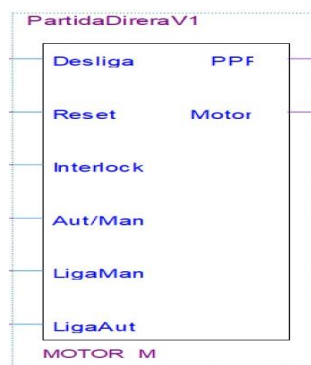 PartidaDireraV1
Desliga PPF
Reset Motor
Interlock
Aut/Man
LigaMan
LigaAut
MOTOR M